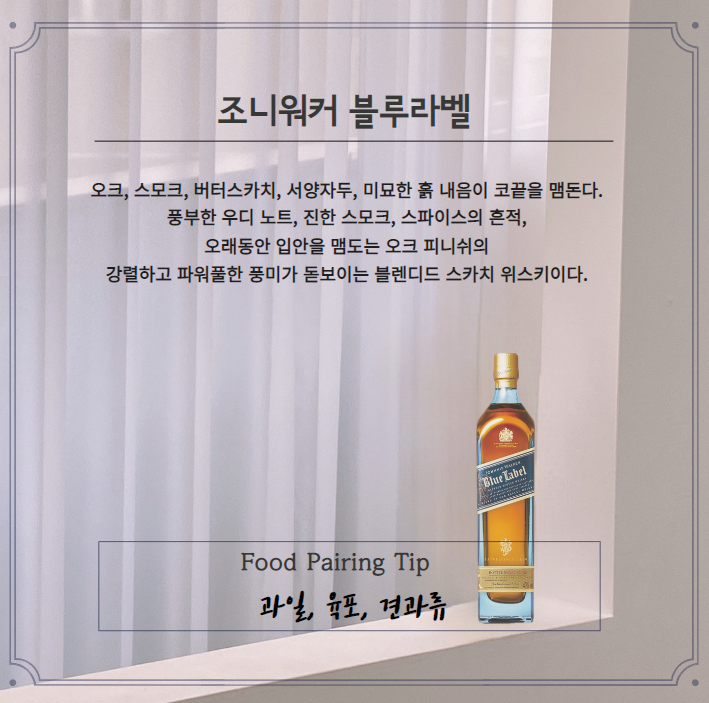 조니워커 블루라벨
오크, 스모크, 버터스카치, 서양자두, 미묘한 흙 내음이 코끝을 맴돈다.
풍부한 우디 노트, 진한 스모크, 스파이스의 흔적,
오래동안 입안을 맴도는 오크 피니쉬의
강렬하고 파워풀한 풍미가 돋보이는 블렌디드 스카치 위스키이다.
JOHNNIE WALKER
Blue Label
Food Pairing Tip
과일, 육포, 견과류